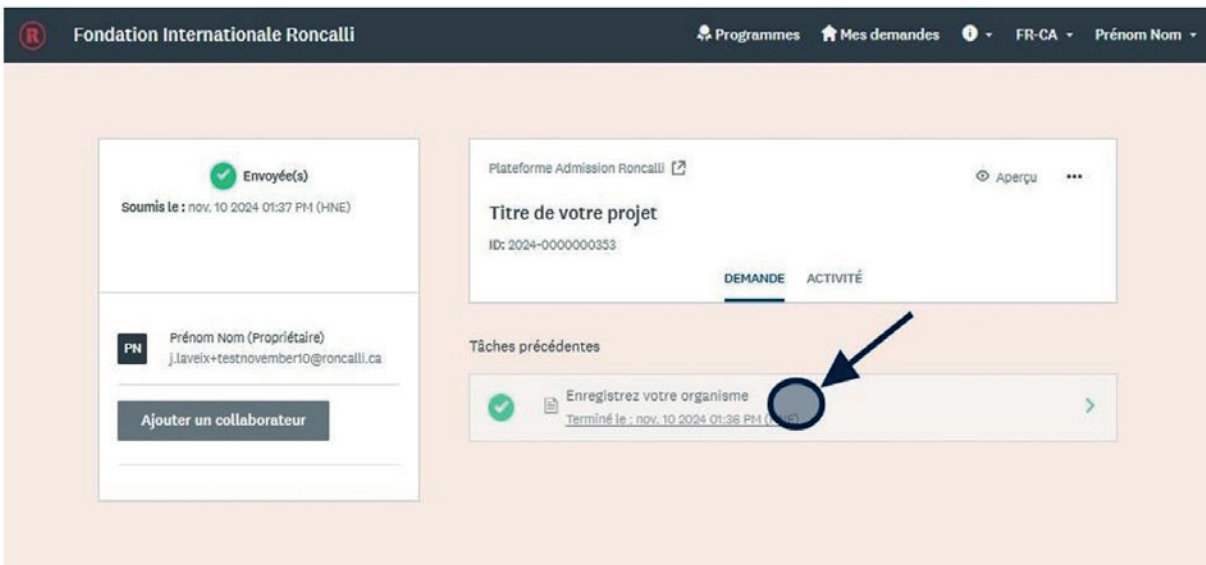 R
Fondation Internationale Roncalli
Programmes
Mes demandes
FR-CA
Prénom Nom
Envoyée(s)
Soumis le : nov. 10 2024 01:37 PM (HNE)
PN
Prénom Nom (Propriétaire)
j.laveix+testnovember10@roncalli.ca
Ajouter un collaborateur
Plateforme Admission Roncalli
Aperçu
Titre de votre projet
ID: 2024-0000000353
DEMANDE
ACTIVITÉ
Tâches précédentes
Enregistrez votre organisme
Terminé le : nov. 10 2024 01:36 PM (HNE)